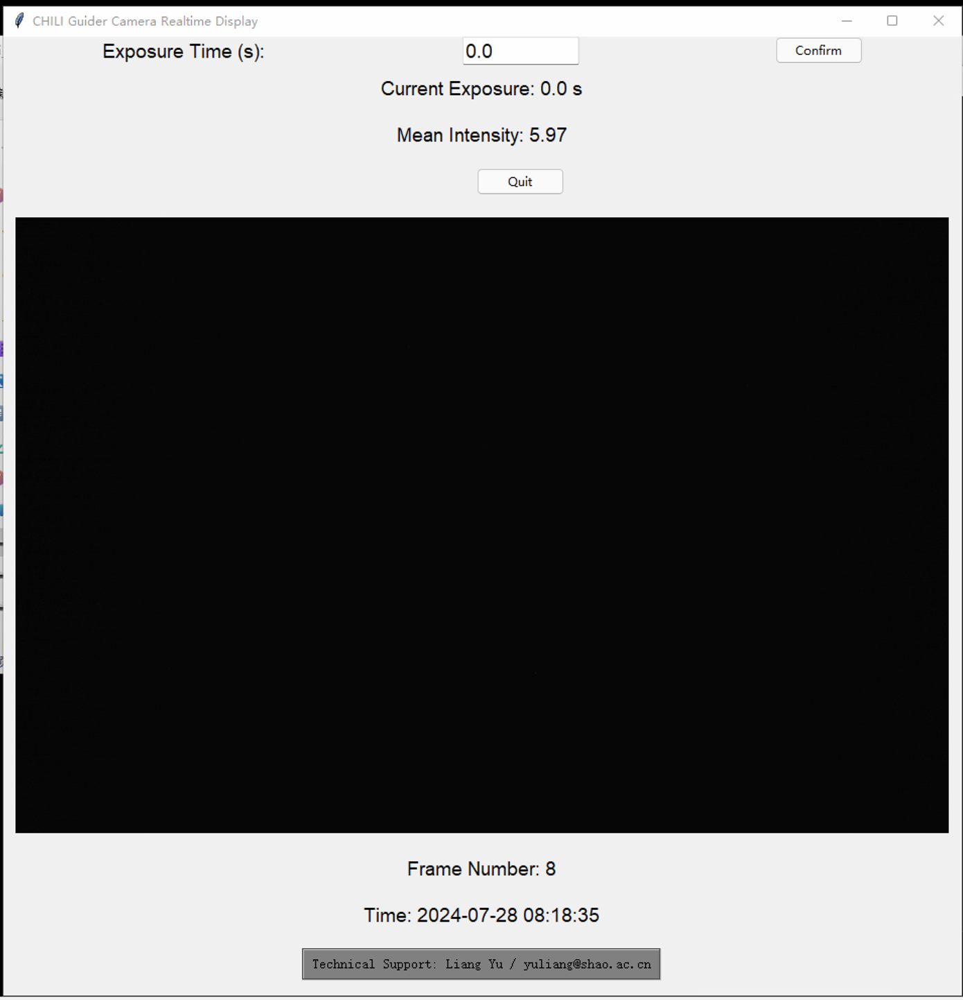 CHILI Guider Camera Realtime Display
Exposure Time (s): 0.0 Confirm
Current Exposure: 0.0 s
Mean Intensity: 5.97
Quit
Frame Number: 8
Time: 2024-07-28 08:18:35
Technical Support: Liang Yu / yuliang@shao.ac.cn